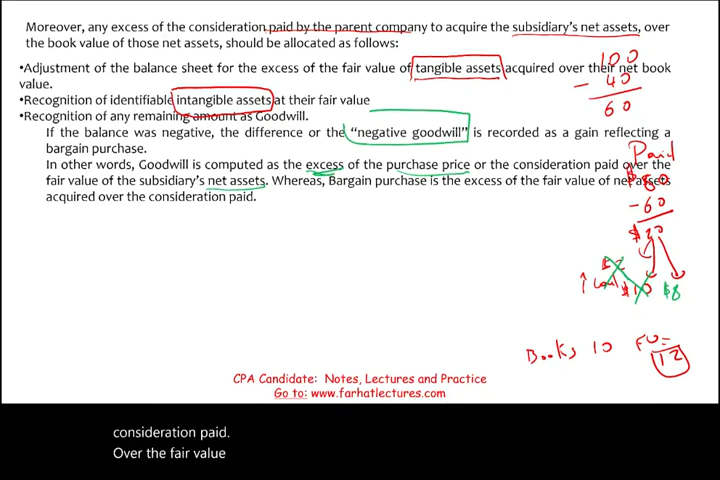 Moreover, any excess of the consideration paid by the parent company to acquire the subsidiary's net assets, over
the book value of those net assets, should be allocated as follows:
•Adjustment of the balance sheet for the excess of the fair value of tangible assets acquired over their net book
value.
•Recognition of identifiable intangible assets at their fair value
•Recognition of any remaining amount as Goodwill.
If the balance was negative, the difference or the "negative goodwill" is recorded as a gain reflecting a
bargain purchase.
In other words, Goodwill is computed as the excess of the purchase price or the consideration paid over the
fair value of the subsidiary's net assets. Whereas, Bargain purchase is the excess of the fair value of net assets
acquired over the consideration paid.
100
- 40
60
Paid
$80
-60
$20
$10 $8
Books 10 FV=
12
CPA Candidate: Notes, Lectures and Practice
Go to: www.farhatlectures.com
consideration paid.
Over the fair value